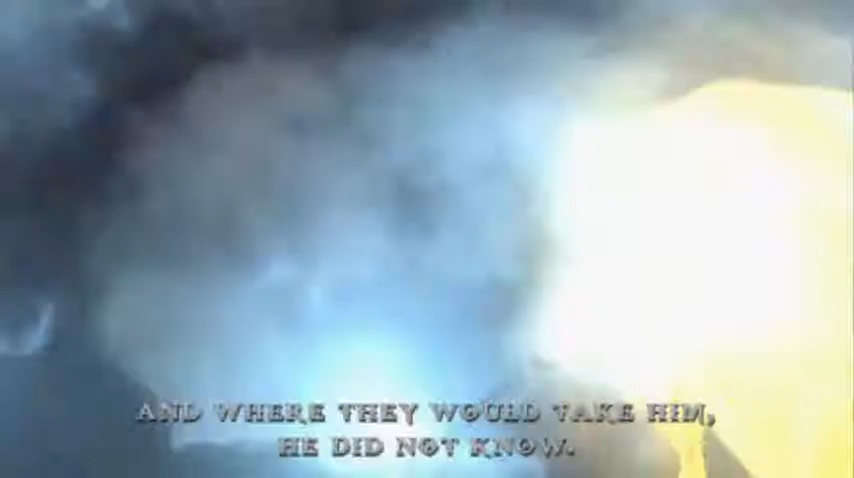 AND WHERE THEY WOULD TAKE HIM,
HE DID NOT KNOW.